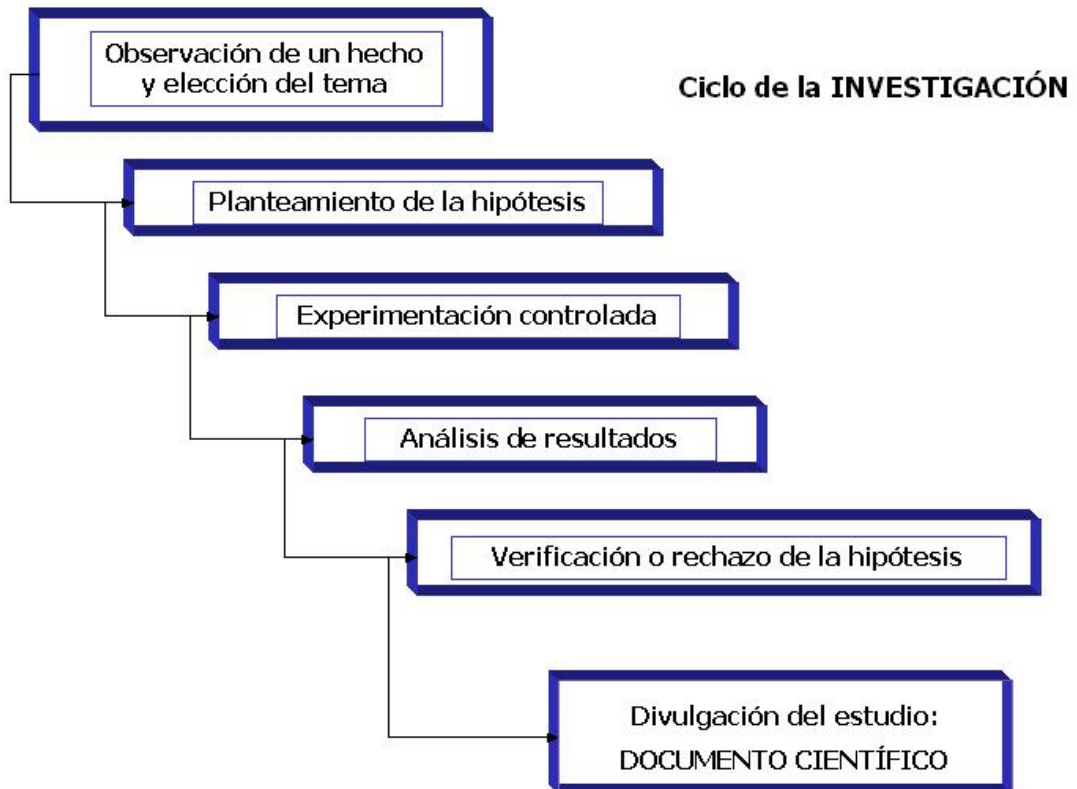 Observación de un hecho
y elección del tema
Ciclo de la INVESTIGACIÓN
Planteamiento de la hipótesis
Experimentación controlada
Análisis de resultados
Verificación o rechazo de la hipótesis
Divulgación del estudio:
DOCUMENTO CIENTÍFICO